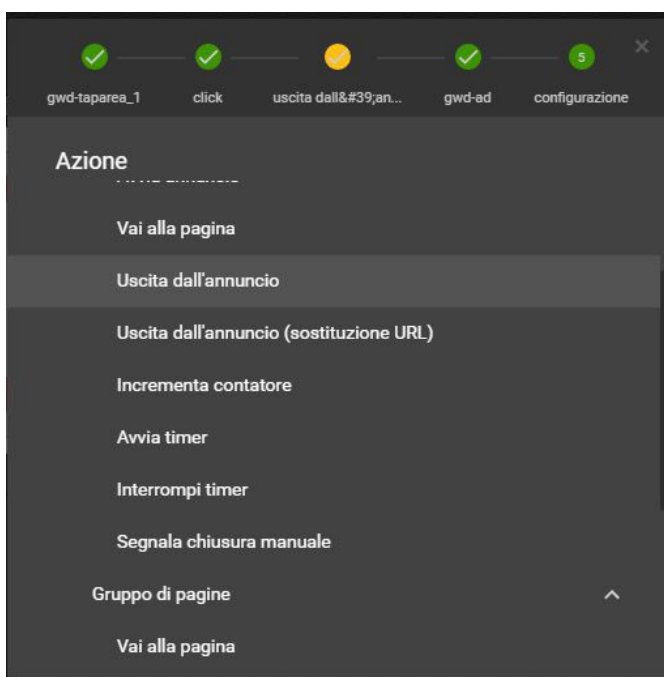 5
gwd-taparea_1 click uscita dall&#39;an... gwd-ad configurazione
Azione
Vai alla pagina
Uscita dall'annuncio
Uscita dall'annuncio (sostituzione URL)
Incrementa contatore
Avvia timer
Interrompi timer
Segnala chiusura manuale
Gruppo di pagine
Vai alla pagina